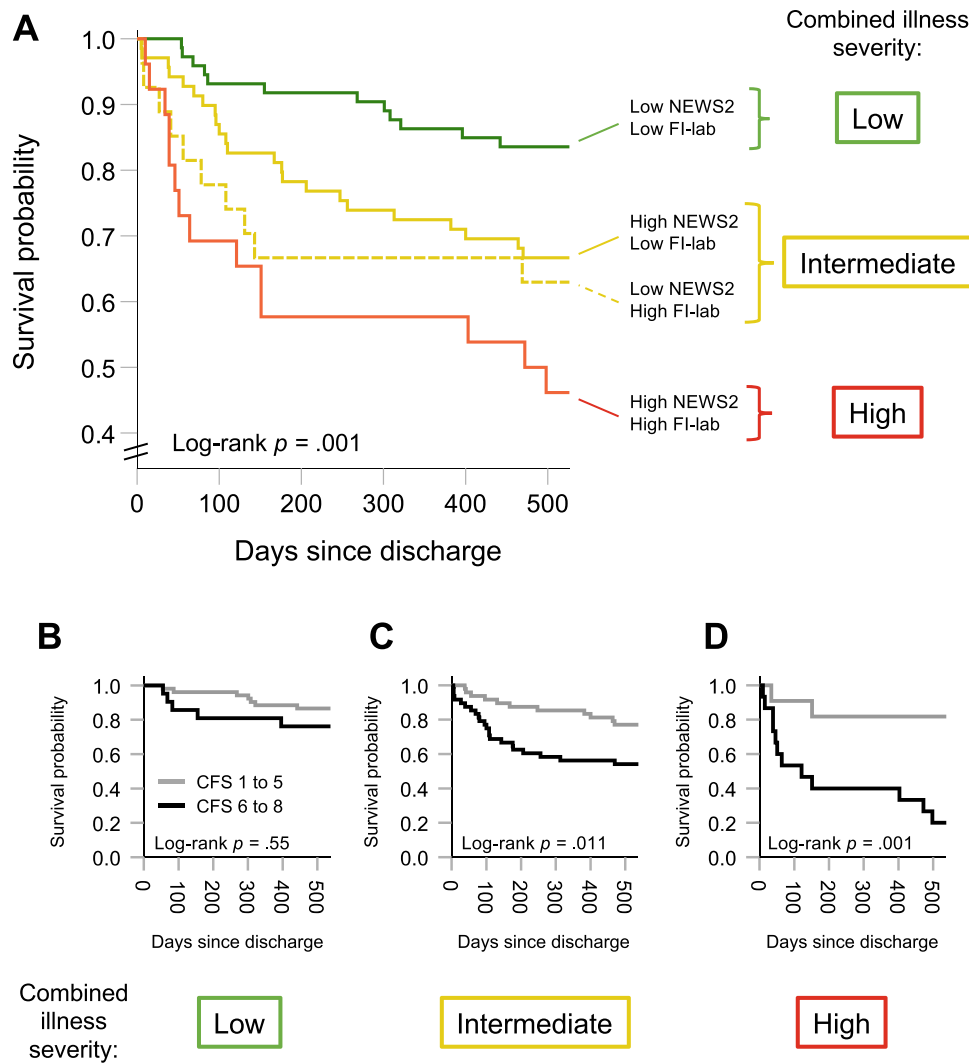 A
Combined illness
severity:
Survival probability
1.0
0.9
0.8
0.7
0.6
0.5
0.4
Low NEWS2
Low FI-lab
Low
High NEWS2
Low FI-lab
Low NEWS2
High FI-lab
Intermediate
High NEWS2
High FI-lab
High
Log-rank p = .001
0 100 200 300 400 500
Days since discharge
B
Survival probability
1.0
0.8
0.6
0.4
0.2
0.0
CFS 1 to 5
CFS 6 to 8
Log-rank p = .55
0 100 200 300 400 500
Days since discharge
C
Survival probability
1.0
0.8
0.6
0.4
0.2
0.0
Log-rank p = .011
0 100 200 300 400 500
Days since discharge
D
Survival probability
1.0
0.8
0.6
0.4
0.2
0.0
Log-rank p = .001
0 100 200 300 400 500
Days since discharge
Combined
illness
severity:
Low
Intermediate
High